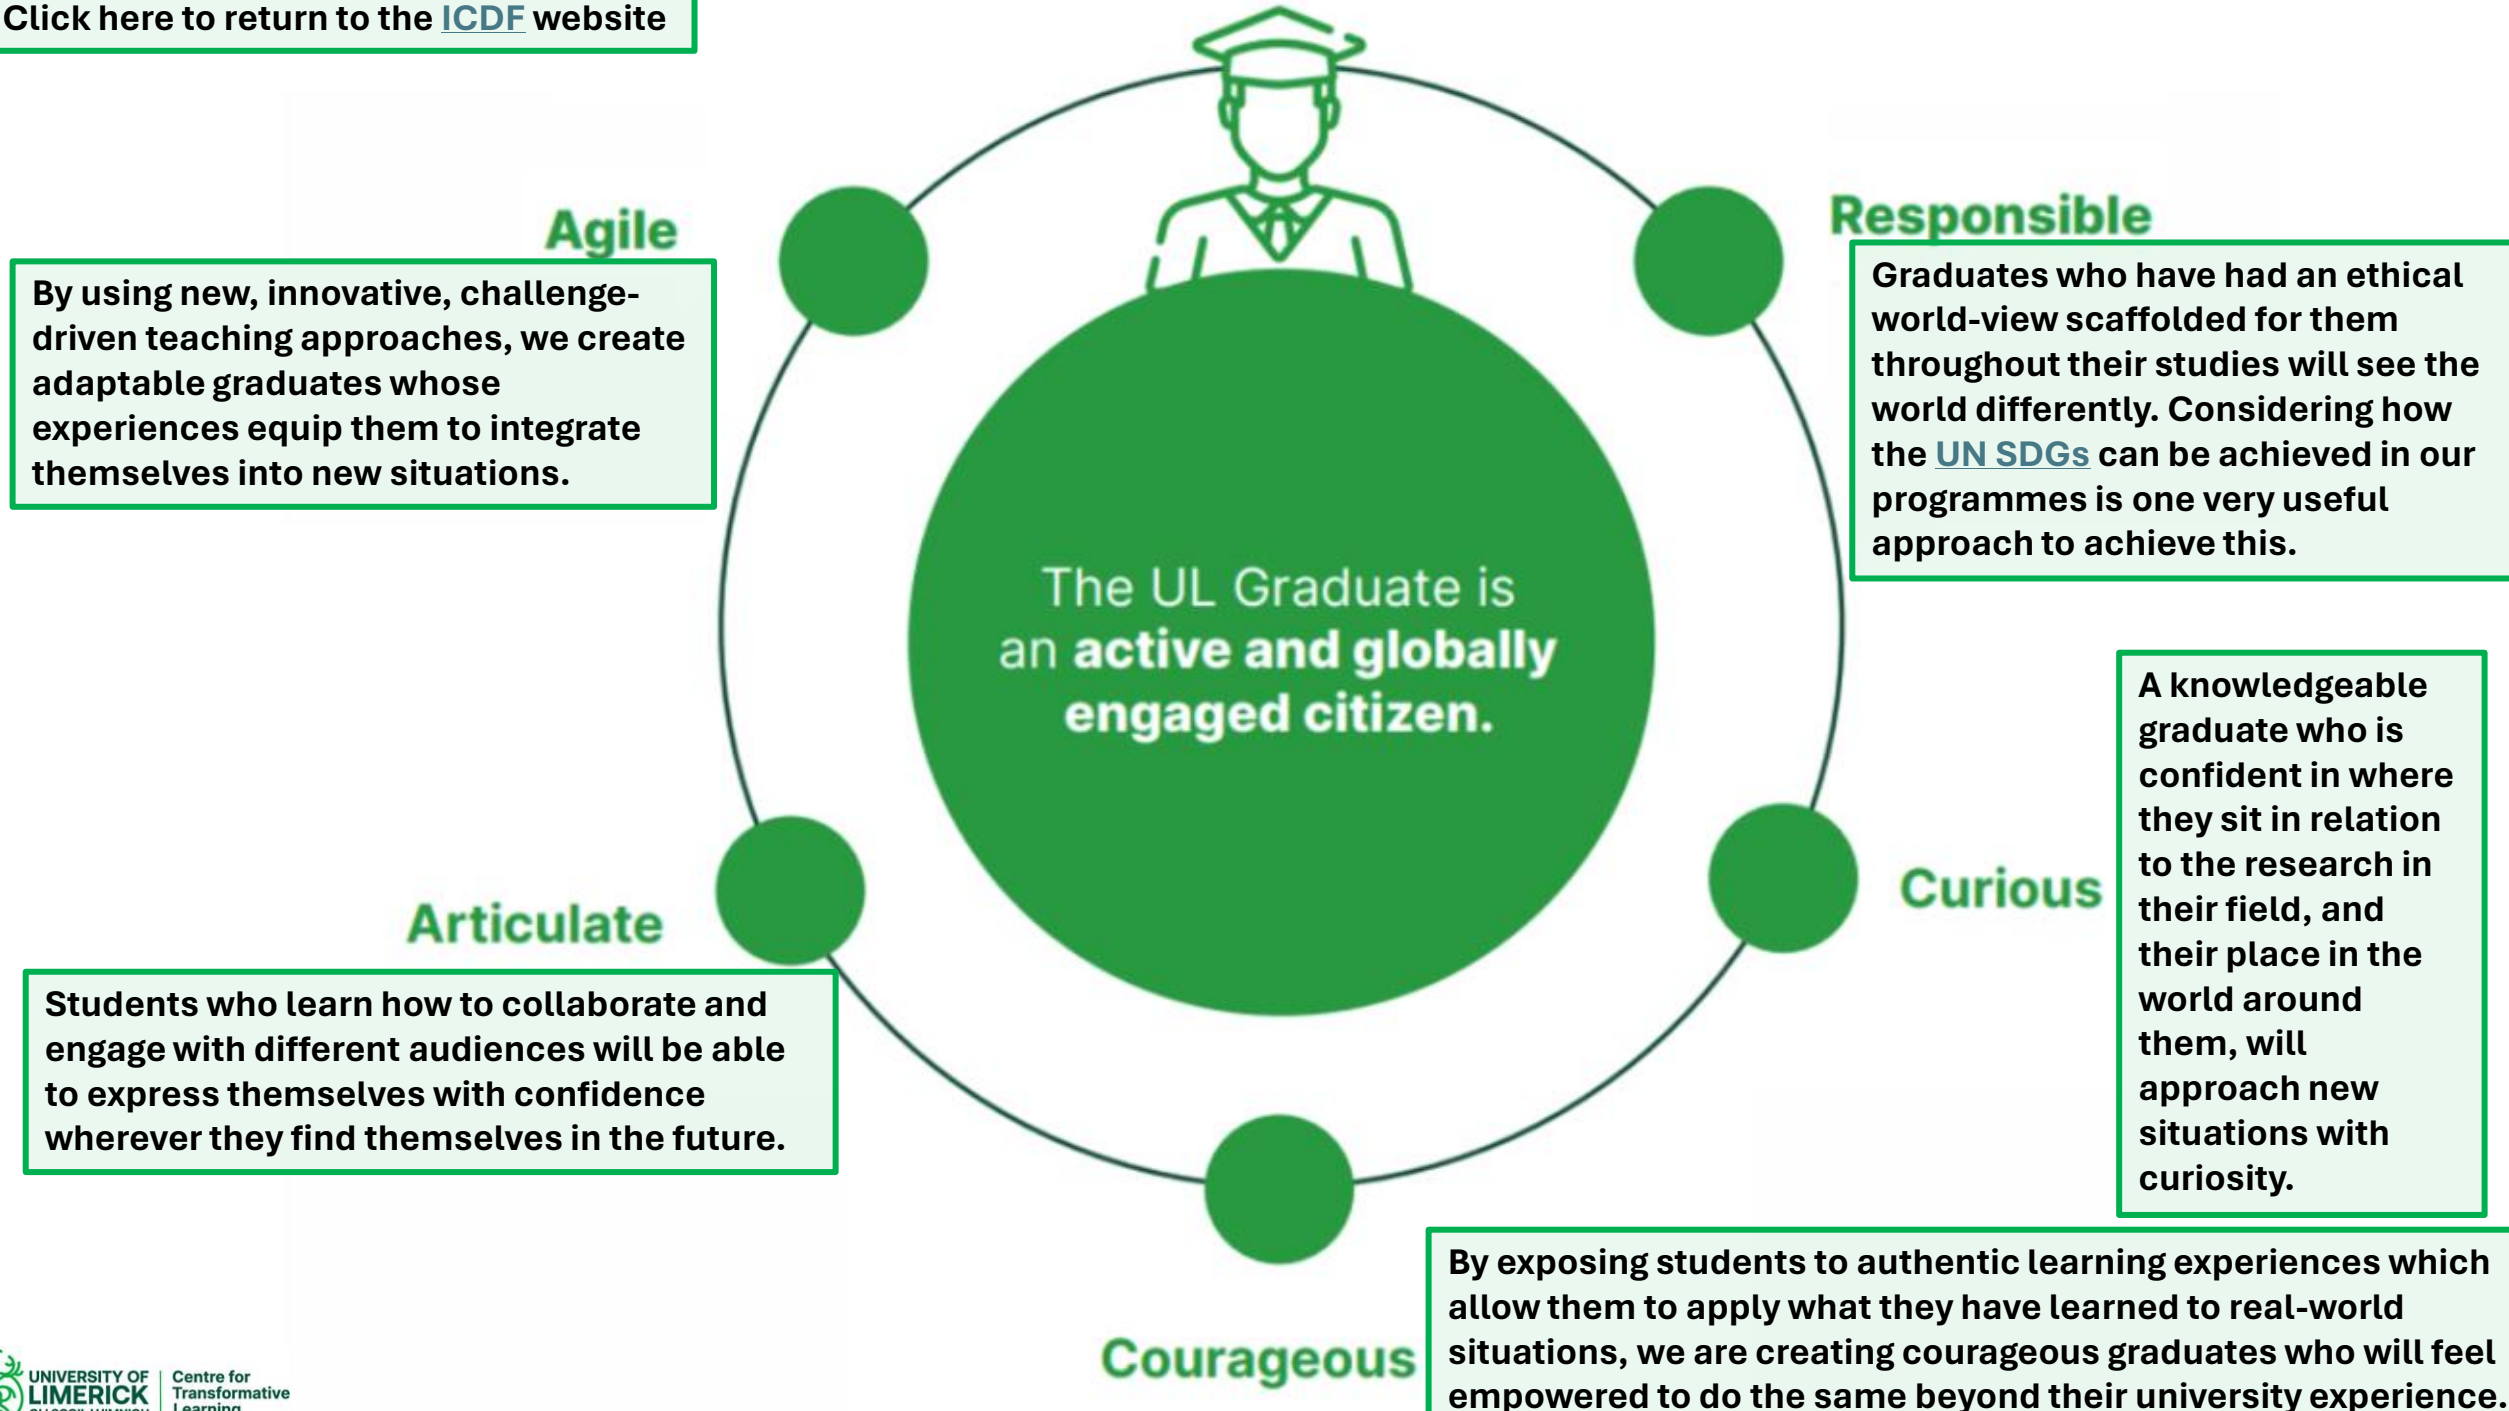 Click here to return to the ICDF website
Agile
By using new, innovative, challenge-
driven teaching approaches, we create
adaptable graduates whose
experiences equip them to integrate
themselves into new situations.
Responsible
Graduates who have had an ethical
world-view scaffolded for them
throughout their studies will see the
world differently. Considering how
the UN SDGs can be achieved in our
programmes is one very useful
approach to achieve this.
The UL Graduate is
an active and globally
engaged citizen.
Curious
A knowledgeable
graduate who is
confident in where
they sit in relation
to the research in
their field, and
their place in the
world around
them, will
approach new
situations with
curiosity.
Articulate
Students who learn how to collaborate and
engage with different audiences will be able
to express themselves with confidence
wherever they find themselves in the future.
Courageous
By exposing students to authentic learning experiences which
allow them to apply what they have learned to real-world
situations, we are creating courageous graduates who will feel
empowered to do the same beyond their university experience.
UNIVERSITY OF
LIMERICK
Centre for
Transformative
Learning